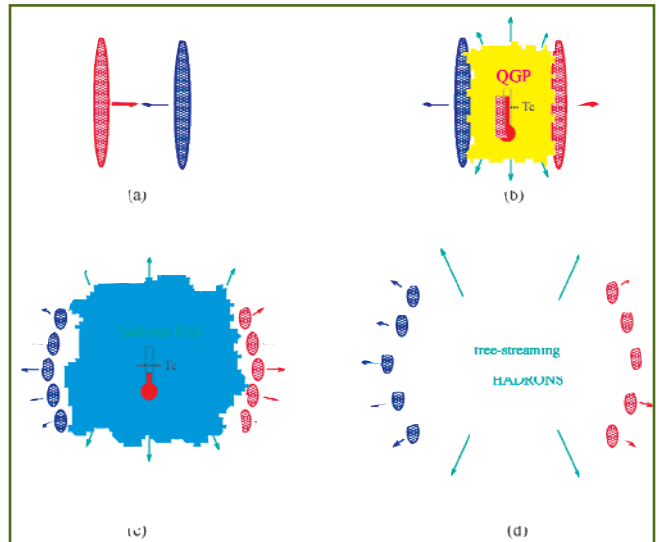 QGP
Tc
(a)
(b)
Tc
free-streaming
HADRONS
(c)
(d)